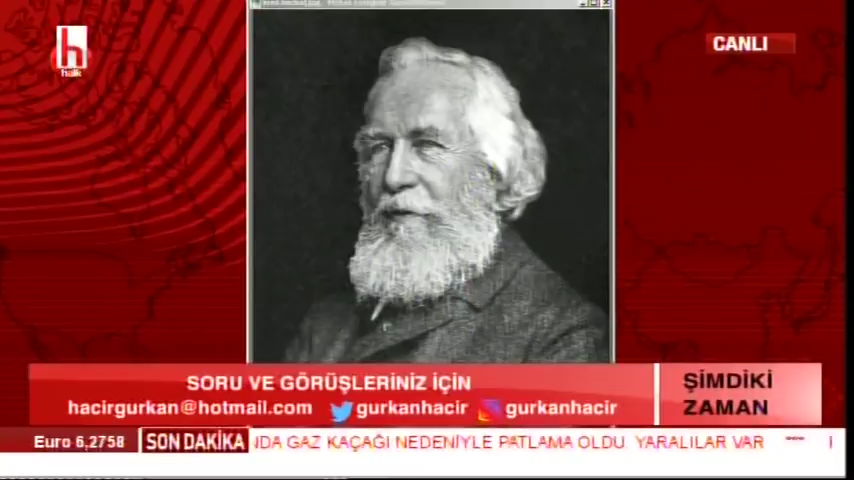 h
halk
CANLI
SORU VE GÖRÜŞLERİNİZ İÇİN
hacirgurkan@hotmail.com gurkanhacir gurkanhacir
ŞİMDİKİ
ZAMAN
Euro 6,2758 SON DAKİKA NDA GAZ KAÇAĞI NEDENİYLE PATLAMA OLDU. YARALILAR VAR